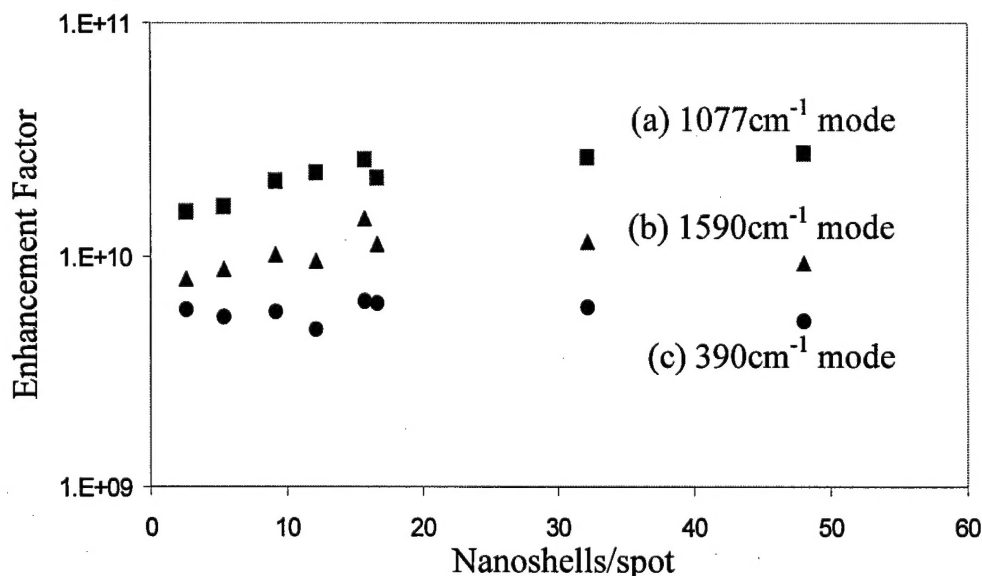 1.E+11
(a) 1077cm⁻¹ mode
(b) 1590cm⁻¹ mode
1.E+10
(c) 390cm⁻¹ mode
1.E+09
Enhancement Factor
0 10 20 30 40 50 60
Nanoshells/spot